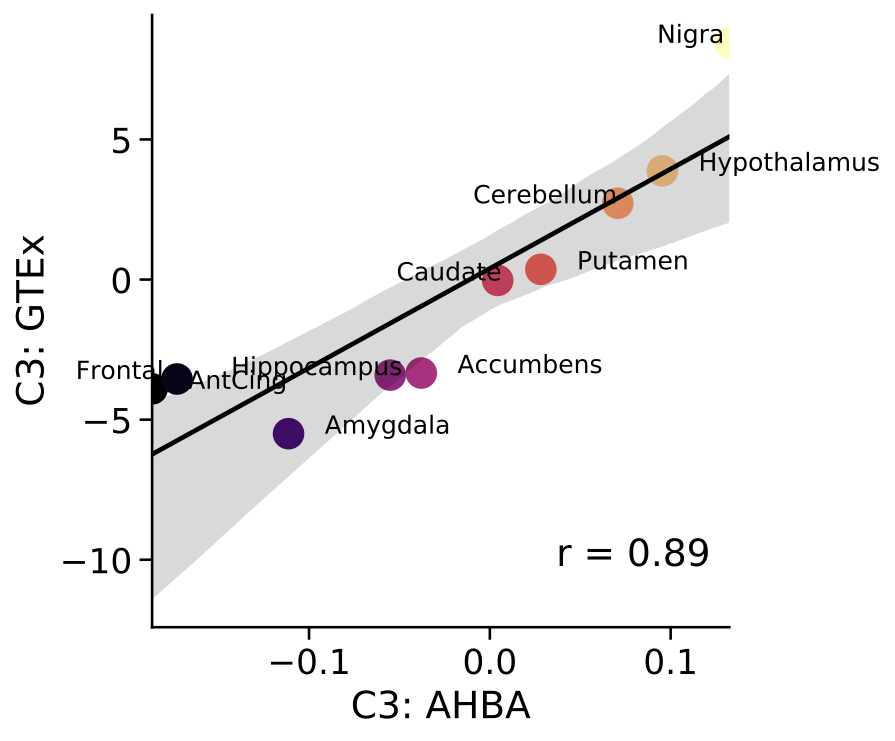 Nigra
5
Hypothalamus
Cerebellum
Putamen
Caudate
0
C3: GTEx
Frontal
AntCing
Hippocampus
Accumbens
−5
Amygdala
−10
r = 0.89
−0.1
0.0
0.1
C3: AHBA